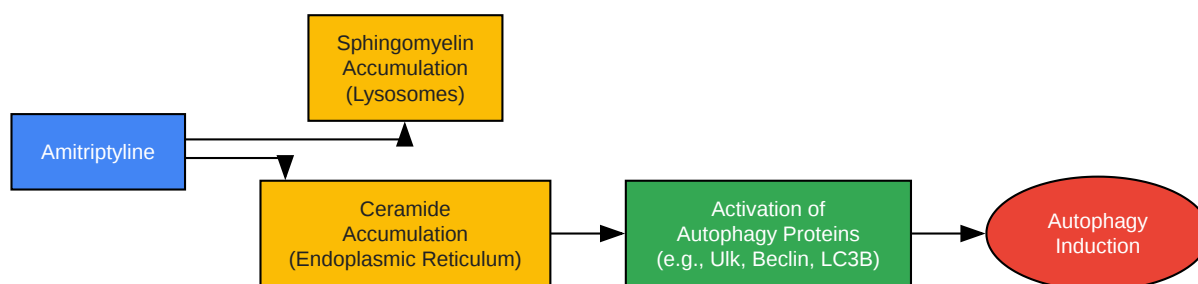 Sphingomyelin
Accumulation
(Lysosomes)
Amitriptyline
Ceramide
Accumulation
(Endoplasmic Reticulum)
Activation of
Autophagy Proteins
(e.g., Ulk, Beclin, LC3B)
Autophagy
Induction